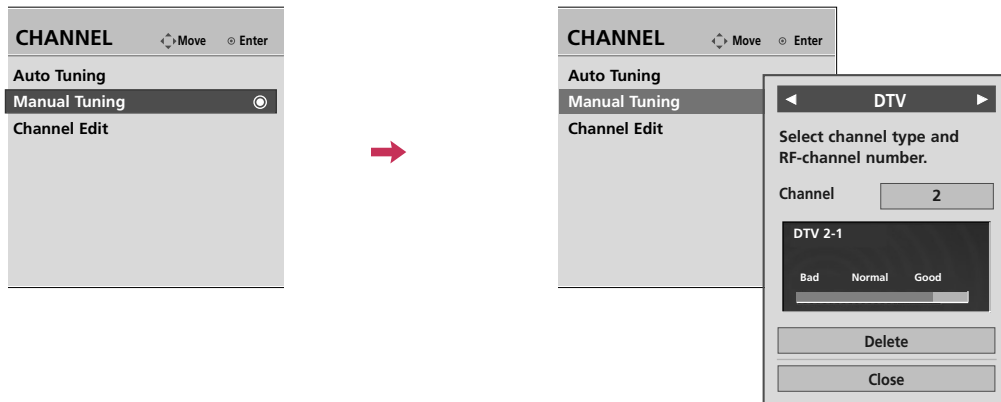 CHANNEL Move Enter
Auto Tuning
Manual Tuning
Channel Edit
CHANNEL Move Enter
Auto Tuning
Manual Tuning
Channel Edit
DTV
Select channel type and
RF-channel number.
Channel 2
DTV 2-1
Bad Normal Good
Delete
Close